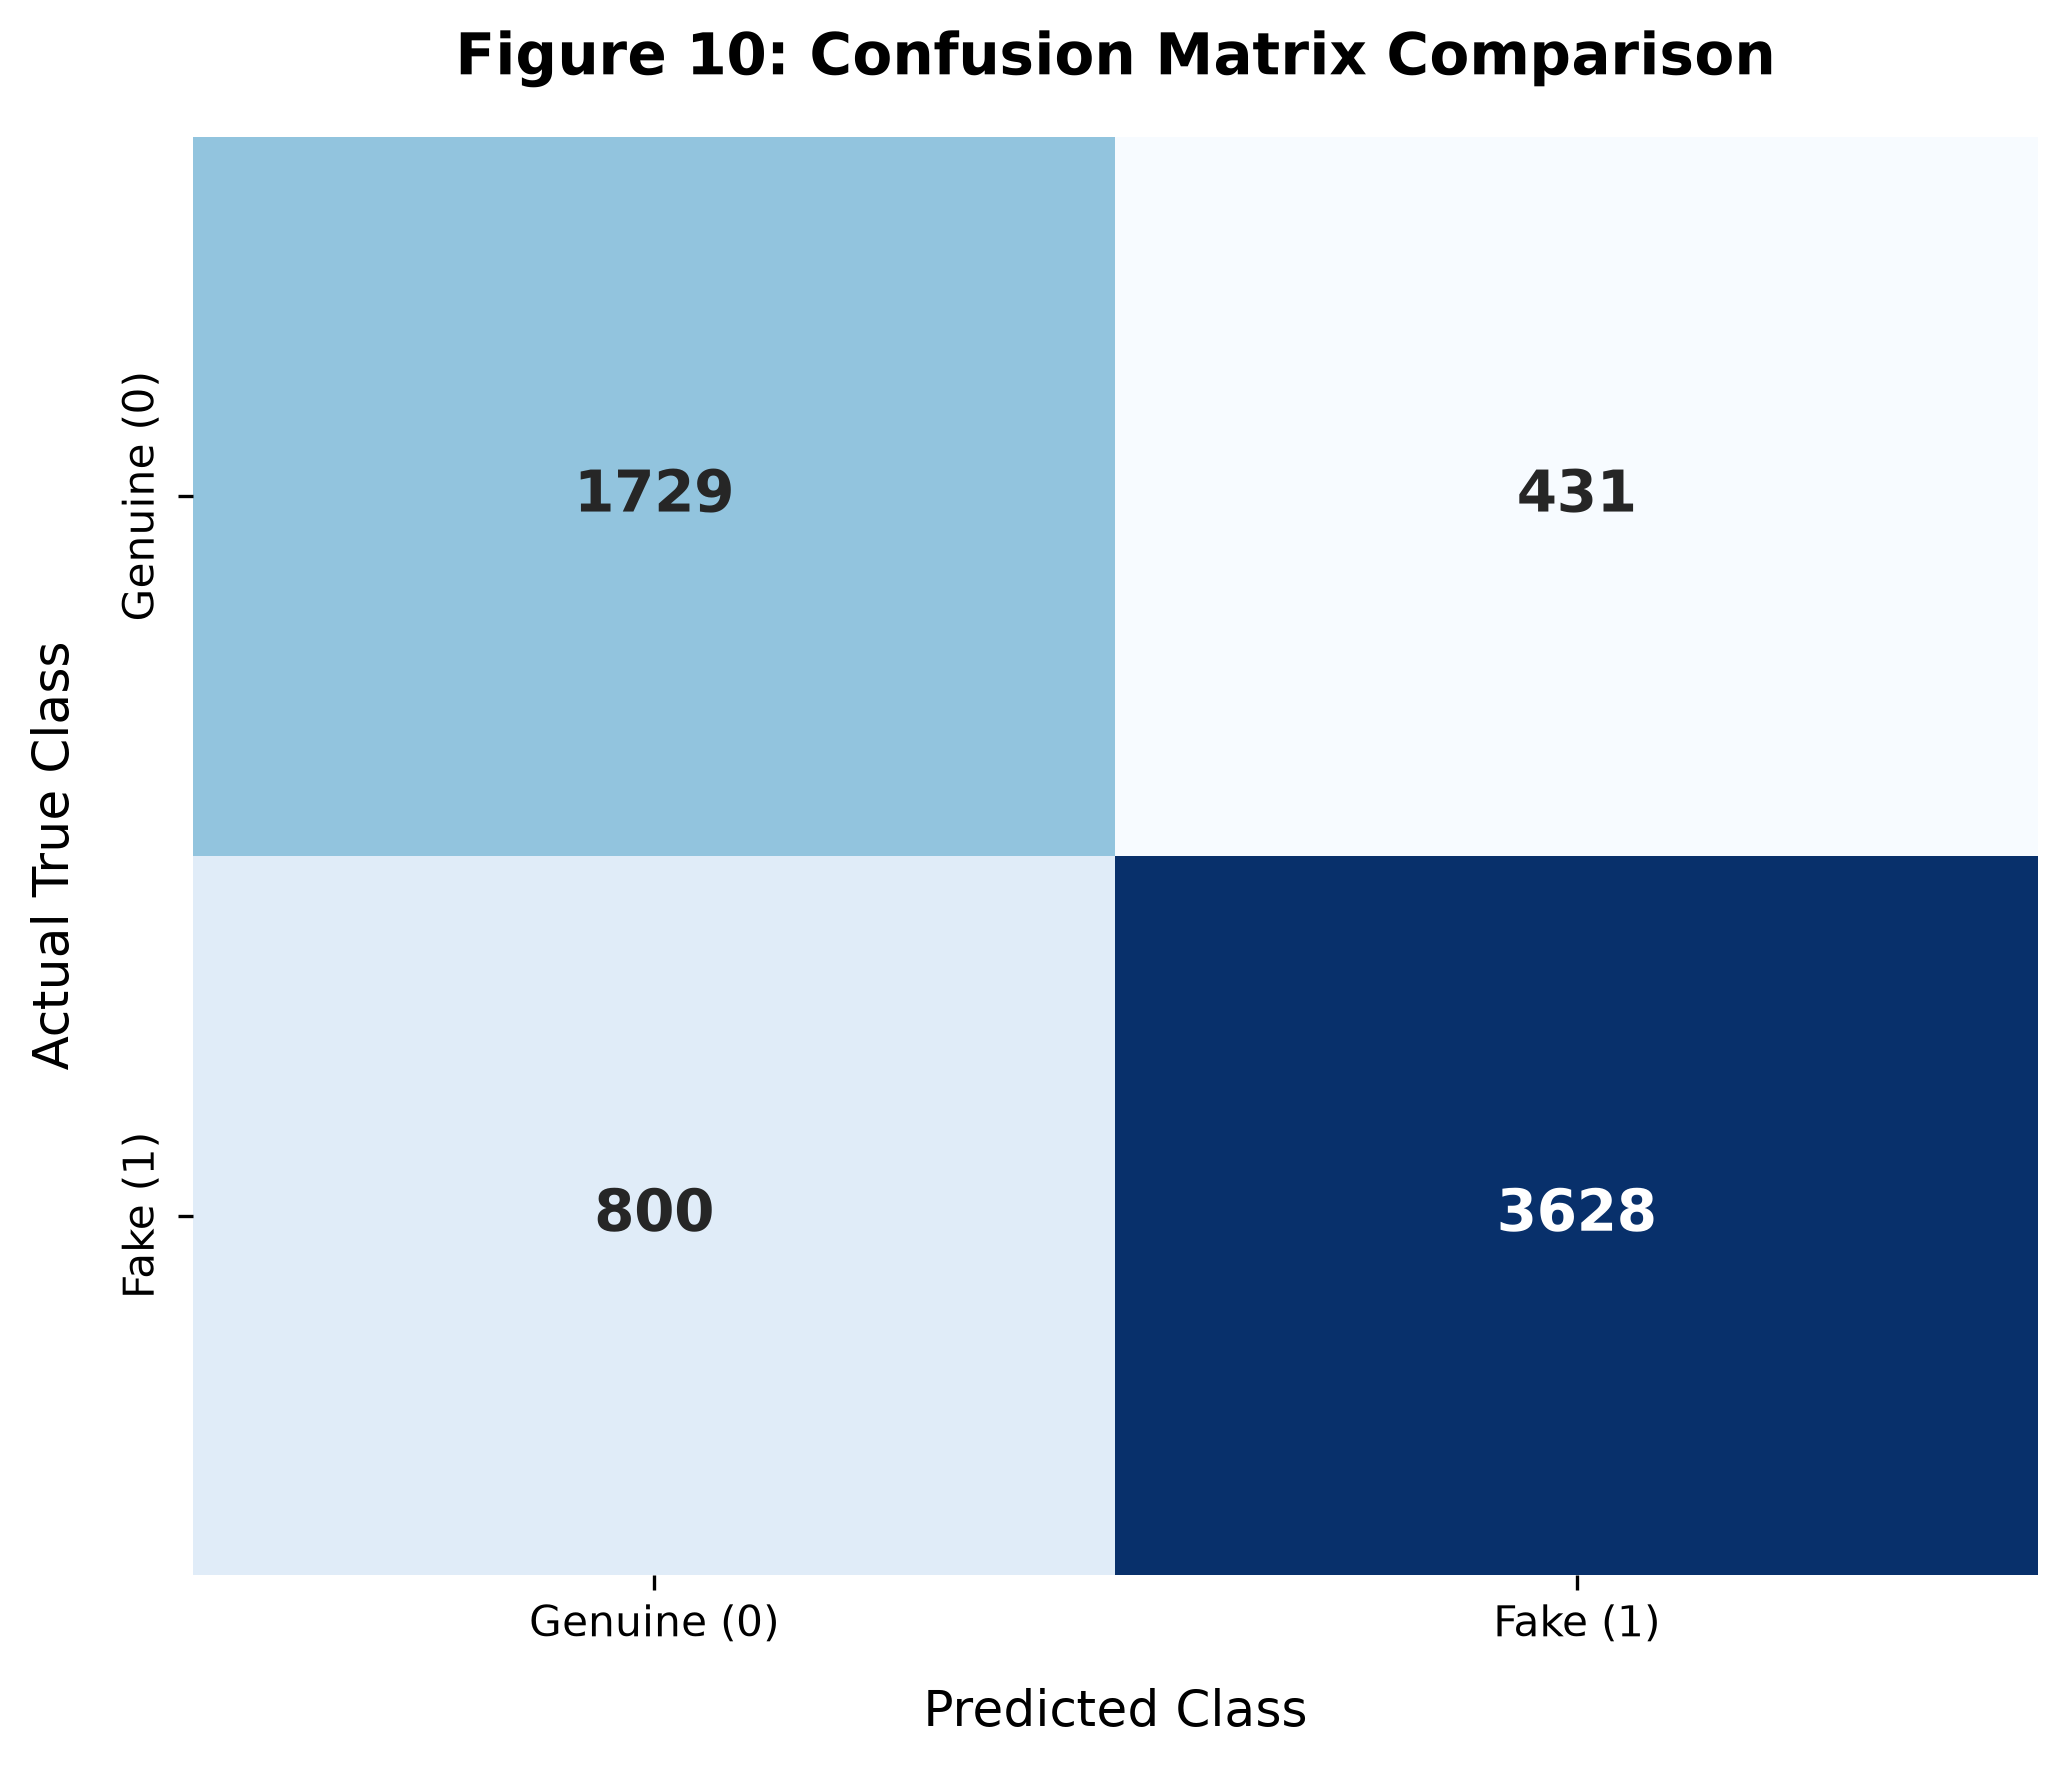 Figure 10: Confusion Matrix Comparison
Actual True Class
Genuine (0)
1729
431
Fake (1)
800
3628
Genuine (0)
Fake (1)
Predicted Class